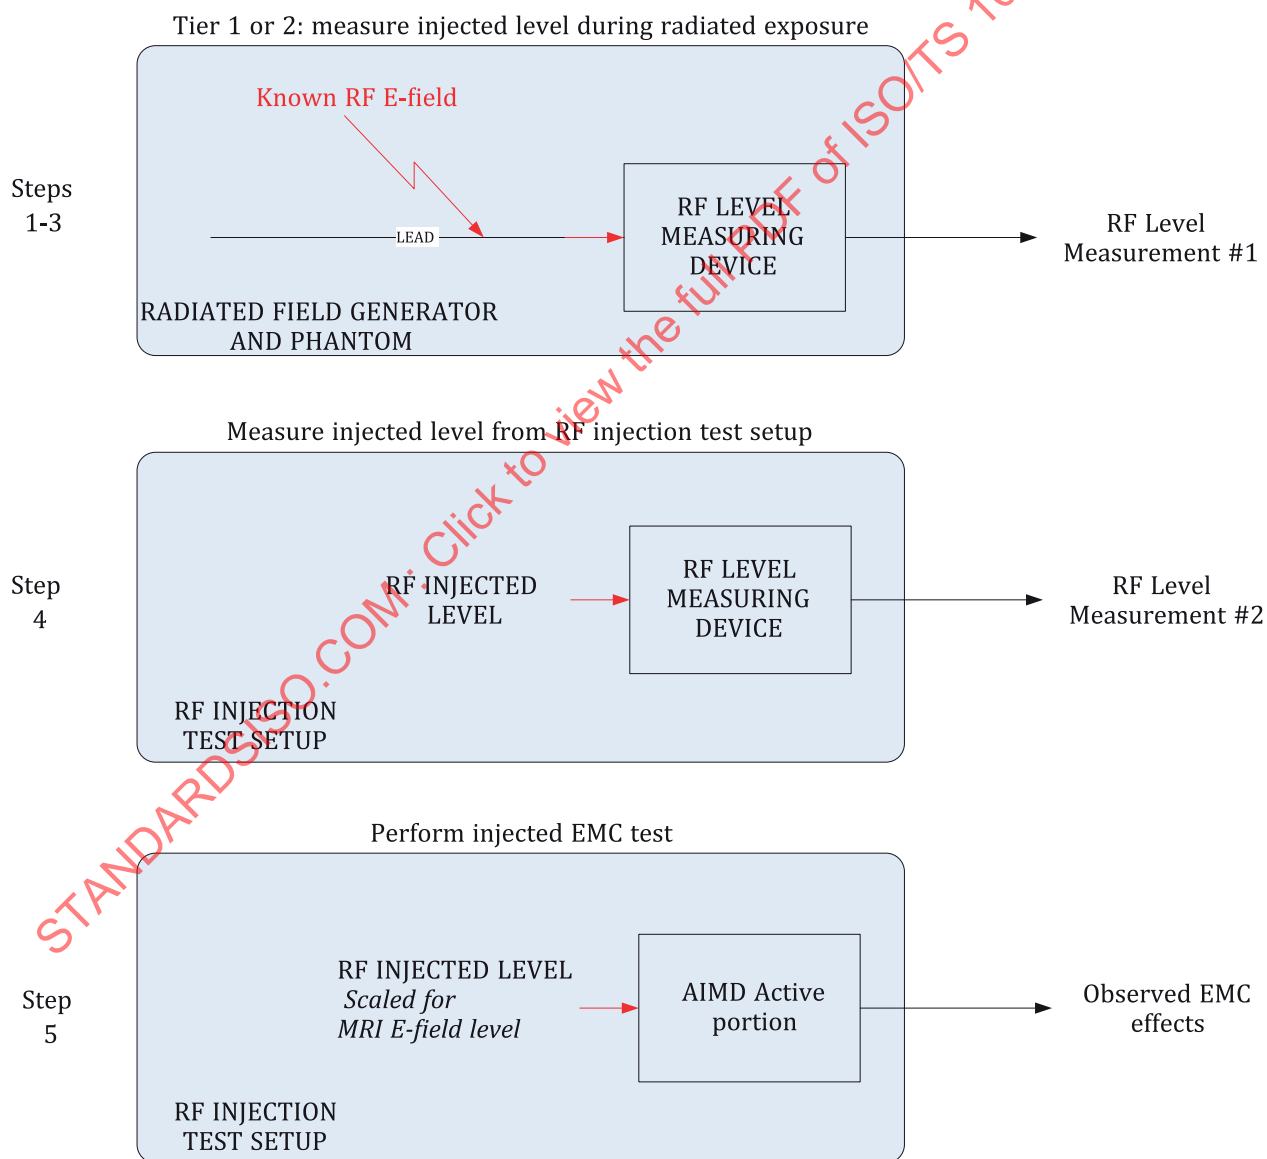 Tier 1 or 2: measure injected level during radiated exposure
Known RF E-field
Steps
1-3
LEAD
RF LEVEL
MEASURING
DEVICE
RF Level
Measurement #1
RADIATED FIELD GENERATOR
AND PHANTOM
Measure injected level from RF injection test setup
Step
4
RF INJECTED
LEVEL
RF LEVEL
MEASURING
DEVICE
RF Level
Measurement #2
RF INJECTION
TEST SETUP
Perform injected EMC test
Step
5
RF INJECTED LEVEL
Scaled for
MRI E-field level
AIMD Active
portion
Observed EMC
effects
RF INJECTION
TEST SETUP
STANDARDSISO.COM : Click to view the full PDF of ISO/TS